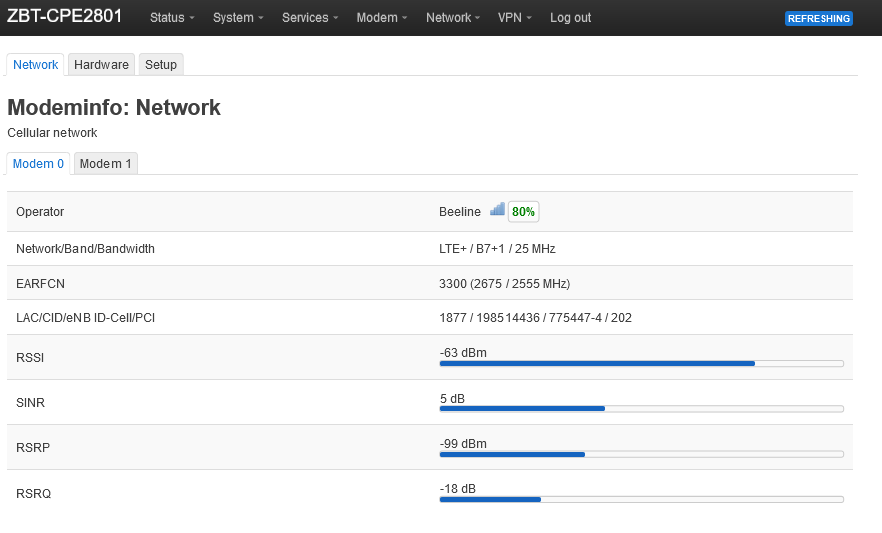 ZBT-CPE2801 Status System Services Modem Network VPN Log out REFRESHING
Network Hardware Setup
Modeminfo: Network
Cellular network
Modem 0 Modem 1
Operator Beeline 80%
Network/Band/Bandwidth LTE+ / B7+1 / 25 MHz
EARFCN 3300 (2675 / 2555 MHz)
LAC/CID/eNB ID-Cell/PCI 1877 / 198514436 / 775447-4 / 202
RSSI -63 dBm
SINR 5 dB
RSRP -99 dBm
RSRQ -18 dB